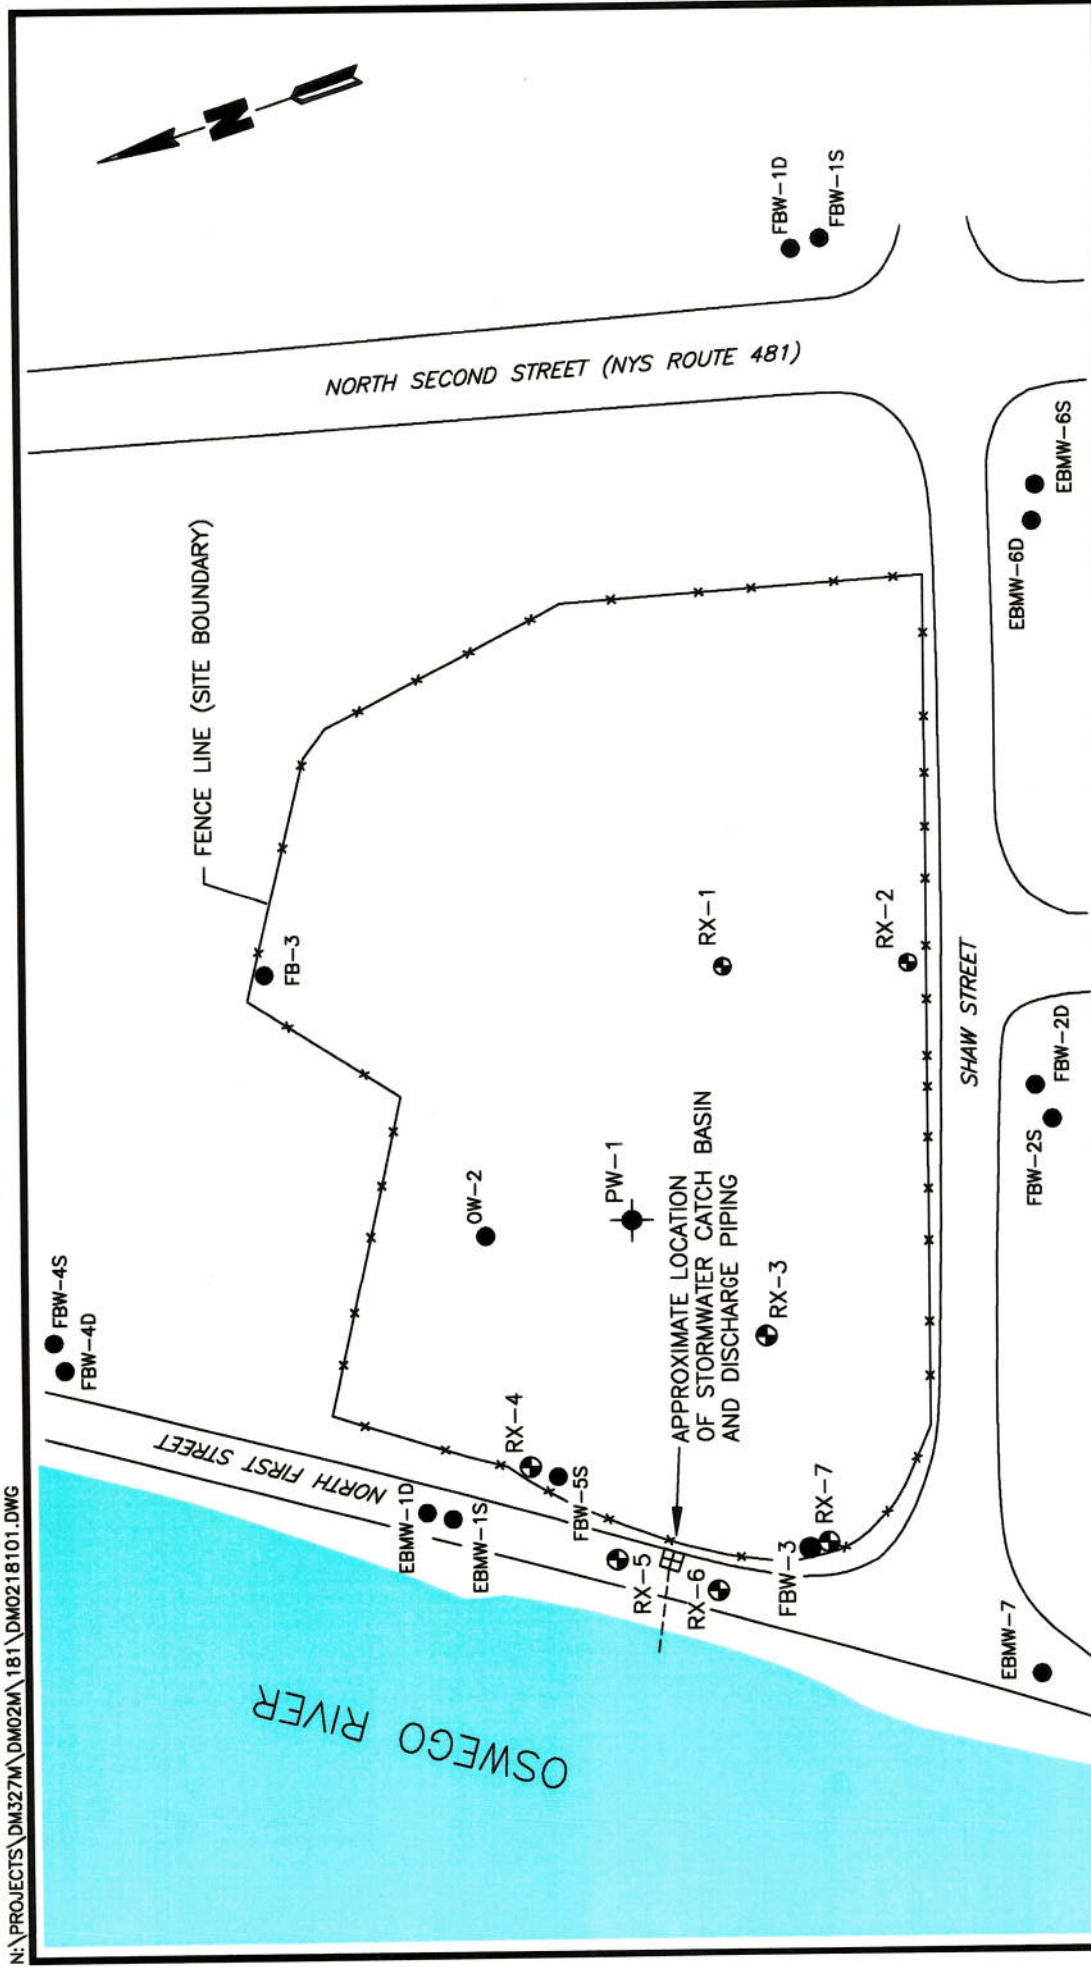 N:\PROJECTS\DM327M\DM02M\181\DM0218101.DWG
N
FBW-1D
FBW-1S
NORTH SECOND STREET (NYS ROUTE 481)
FENCE LINE (SITE BOUNDARY)
EBMW-6S
EBMW-6D
FB-3
RX-1
RX-2
SHAW STREET
FBW-2D
FBW-2S
FBW-4S
FBW-4D
OW-2
PW-1
RX-3
APPROXIMATE LOCATION
OF STORMWATER CATCH BASIN
AND DISCHARGE PIPING
RX-4
FBW-5S
NORTH FIRST STREET
EBMW-1D
EBMW-1S
RX-5
RX-6
RX-7
FBW-3
EBMW-7
OSWEGO RIVER